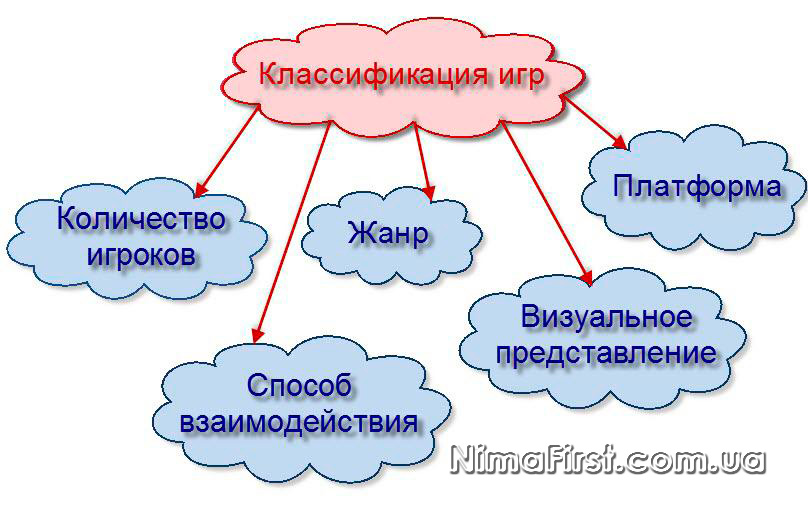 Классификация игр
Количество
игроков
Жанр
Платформа
Способ
взаимодействия
Визуальное
представление
NimaFirst.com.ua